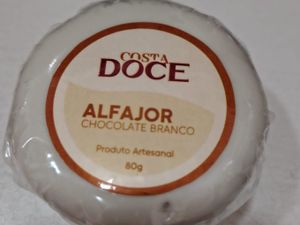 COSTA
DOCE
ALFAJOR
CHOCOLATE BRANCO
Produto Artesanal
80g